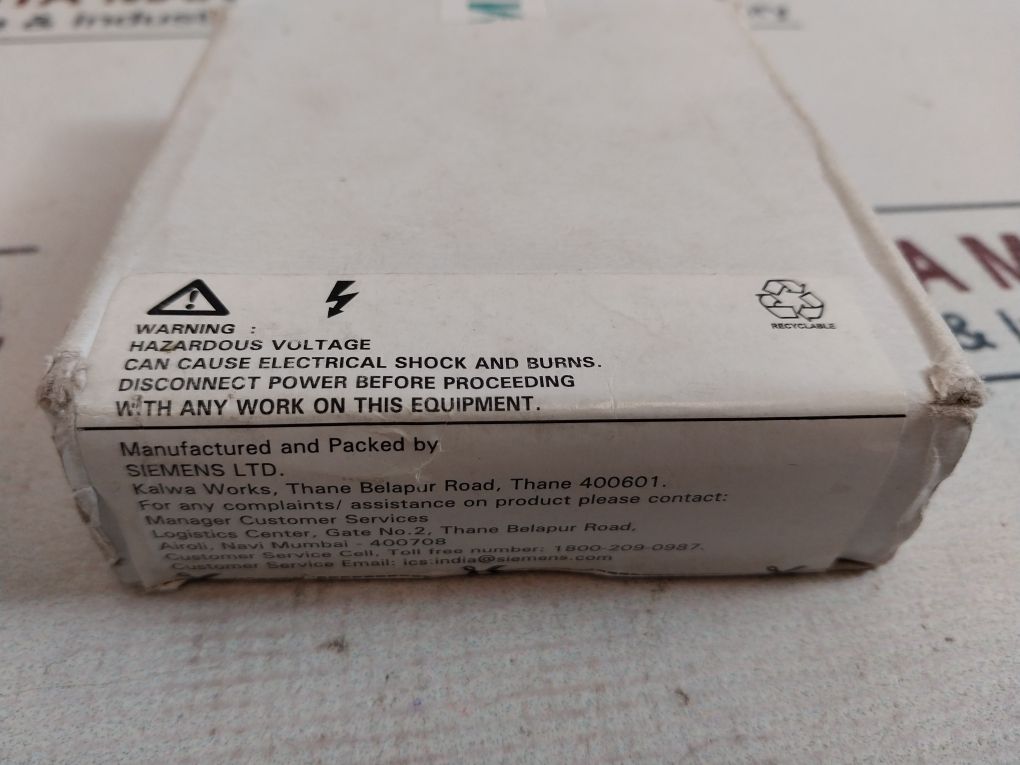 WARNING :
HAZARDOUS VOLTAGE
CAN CAUSE ELECTRICAL SHOCK AND BURNS.
DISCONNECT POWER BEFORE PROCEEDING
WITH ANY WORK ON THIS EQUIPMENT.
RECYCLABLE
Manufactured and Packed by
SIEMENS LTD.
Kalwa Works, Thane Belapur Road, Thane 400601.
For any complaints/ assistance on product please contact:
Manager Customer Services
Logistics Center, Gate No.2, Thane Belapur Road,
Airoli, Navi Mumbai - 400708
Customer Service Cell. Toll free number: 1800-209-0987.
Customer Service Email: ics.india@siemens.com
A M
&